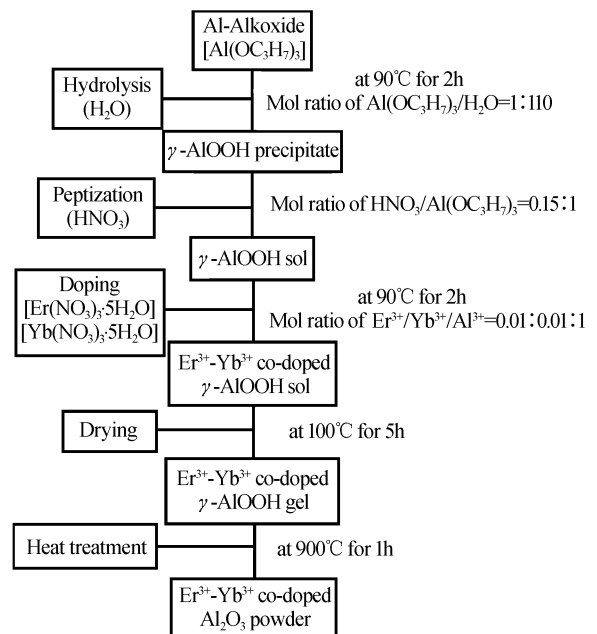 Al-Alkoxide
[Al(OC₃H₇)₃]
Hydrolysis
(H₂O)
at 90℃ for 2h
Mol ratio of Al(OC₃H₇)₃/H₂O=1∶110
γ-AlOOH precipitate
Peptization
(HNO₃)
Mol ratio of HNO₃/Al(OC₃H₇)₃=0.15∶1
γ-AlOOH sol
Doping
[Er(NO₃)₃·5H₂O]
[Yb(NO₃)₃·5H₂O]
at 90℃ for 2h
Mol ratio of Er³⁺/Yb³⁺/Al³⁺=0.01∶0.01∶1
Er³⁺-Yb³⁺ co-doped
γ-AlOOH sol
Drying
at 100℃ for 5h
Er³⁺-Yb³⁺ co-doped
γ-AlOOH gel
Heat treatment
at 900℃ for 1h
Er³⁺-Yb³⁺ co-doped
Al₂O₃ powder